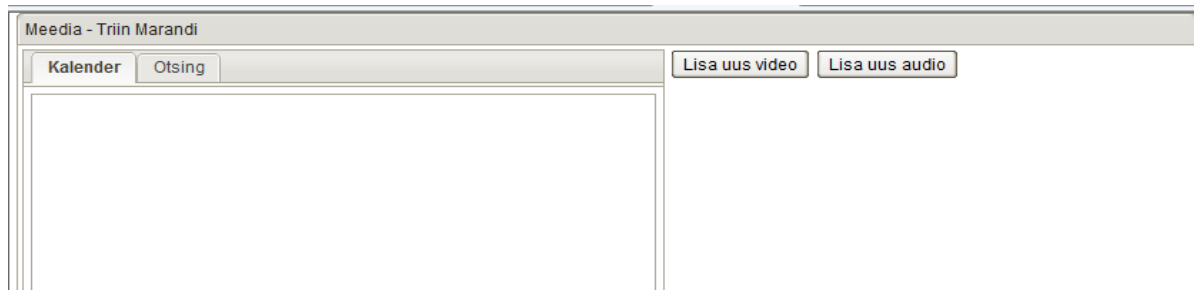 Meedia - Triin Marandi
Kalender Otsing
Lisa uus video Lisa uus audio